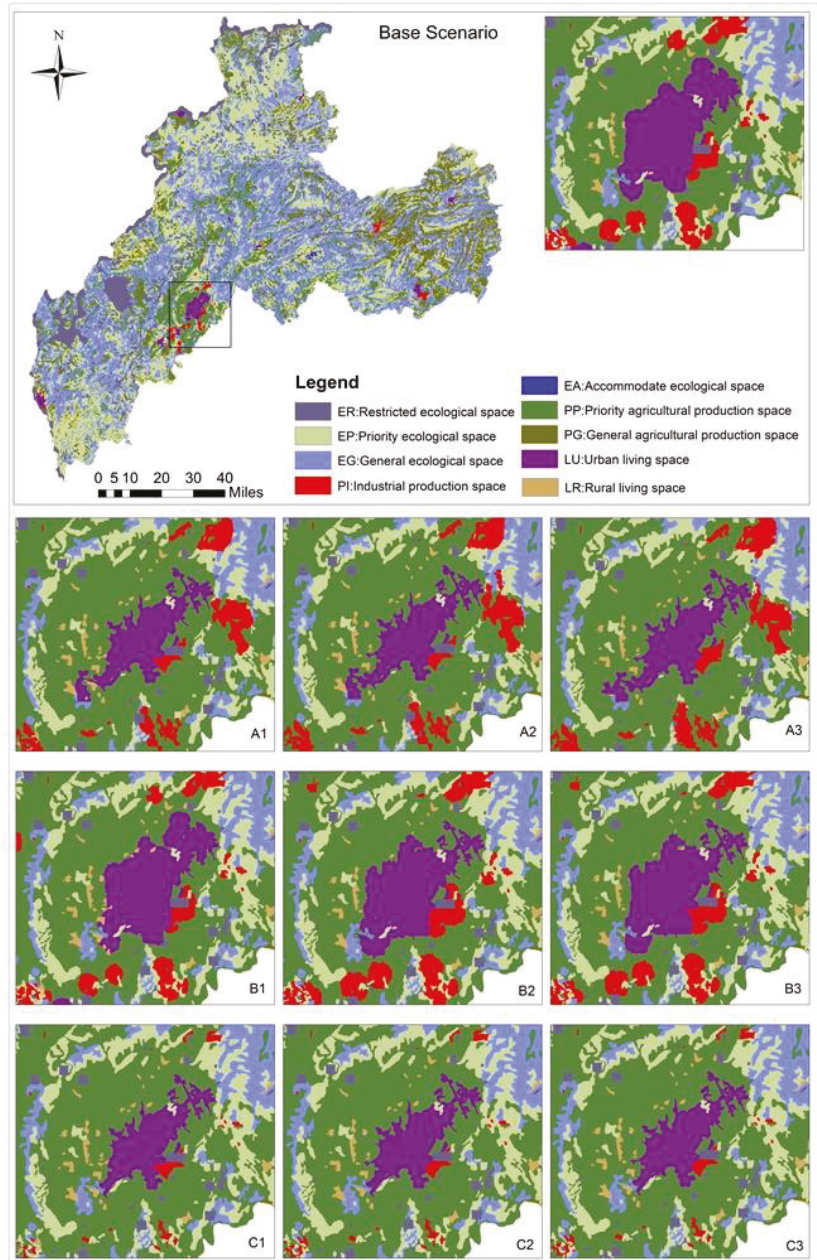 Base Scenario
N
Legend
ER:Restricted ecological space
EP:Priority ecological space
EG:General ecological space
PI:Industrial production space
EA:Accommodate ecological space
PP:Priority agricultural production space
PG:General agricultural production space
LU:Urban living space
LR:Rural living space
0 5 10 20 30 40
Miles
A1
A2
A3
B1
B2
B3
C1
C2
C3